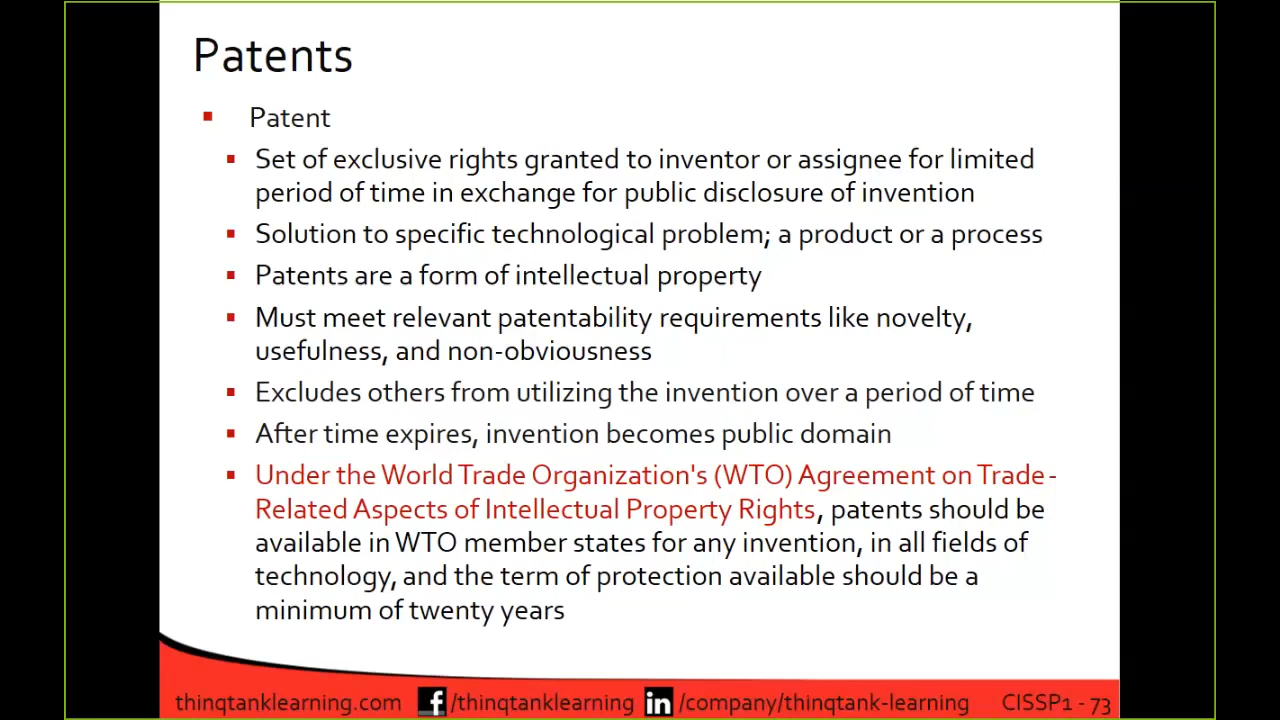 Patents
Patent
Set of exclusive rights granted to inventor or assignee for limited
period of time in exchange for public disclosure of invention
Solution to specific technological problem; a product or a process
Patents are a form of intellectual property
Must meet relevant patentability requirements like novelty,
usefulness, and non-obviousness
Excludes others from utilizing the invention over a period of time
After time expires, invention becomes public domain
Under the World Trade Organization's (WTO) Agreement on Trade-
Related Aspects of Intellectual Property Rights, patents should be
available in WTO member states for any invention, in all fields of
technology, and the term of protection available should be a
minimum of twenty years
thinqtanklearning.com f /thinqtanklearning in /company/thinqtank-learning CISSP1 - 73